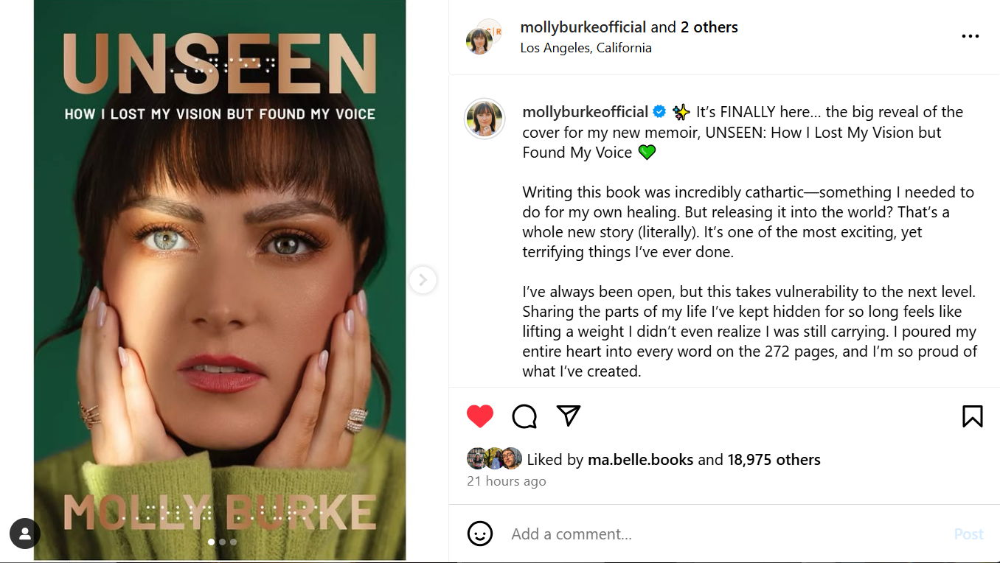 UNSEEN
HOW I LOST MY VISION BUT FOUND MY VOICE
MOLLY BURKE
mollyburkeofficial and 2 others
Los Angeles, California
mollyburkeofficial ✨ It’s FINALLY here… the big reveal of the
cover for my new memoir, UNSEEN: How I Lost My Vision but
Found My Voice 💚
Writing this book was incredibly cathartic—something I needed to
do for my own healing. But releasing it into the world? That’s a
whole new story (literally). It’s one of the most exciting, yet
terrifying things I’ve ever done.
I’ve always been open, but this takes vulnerability to the next level.
Sharing the parts of my life I’ve kept hidden for so long feels like
lifting a weight I didn’t even realize I was still carrying. I poured my
entire heart into every word on the 272 pages, and I’m so proud of
what I’ve created.
Liked by ma.belle.books and 18,975 others
21 hours ago
Add a comment…
Post